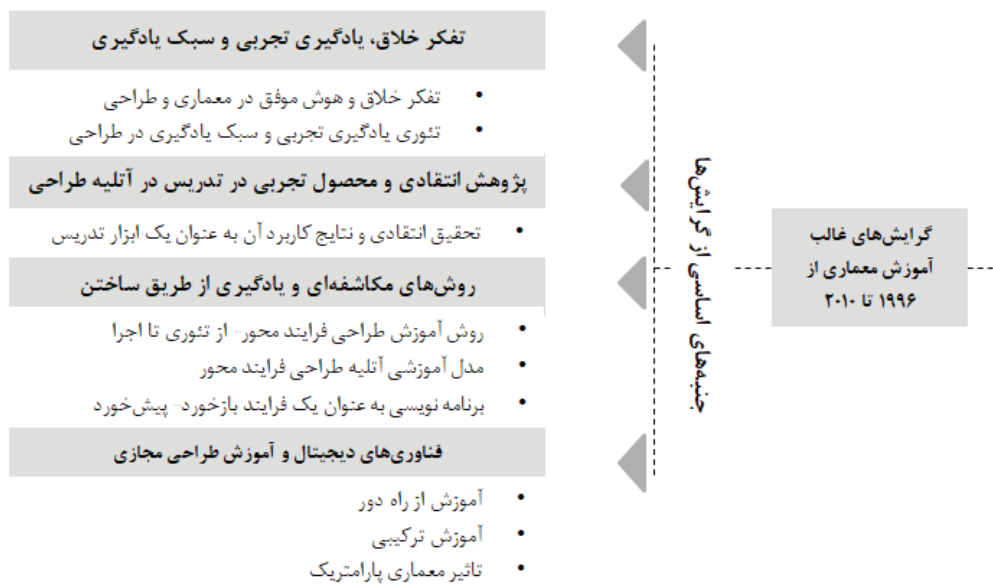 گرایش‌های غالب
آموزش معماری از
۱۹۹۶ تا ۲۰۱۰
جنبه‌های اساسی از گرایش‌ها
تفکر خلاق، یادگیری تجربی و سبک یادگیری
• تفکر خلاق و هوش موفق در معماری و طراحی
• تئوری یادگیری تجربی و سبک یادگیری در طراحی
پژوهش انتقادی و محصول تجربی در تدریس در آتلیه طراحی
• تحقیق انتقادی و نتایج کاربرد آن به عنوان یک ابزار تدریس
روش‌های مکاشفه‌ای و یادگیری از طریق ساختن
• روش آموزش طراحی فرایند محور- از تئوری تا اجرا
• مدل آموزشی آتلیه طراحی فرایند محور
• برنامه نویسی به عنوان یک فرایند بازخورد- پیش‌خورد
فناوری‌های دیجیتال و آموزش طراحی مجازی
• آموزش از راه دور
• آموزش ترکیبی
• تاثیر معماری پارامتریک